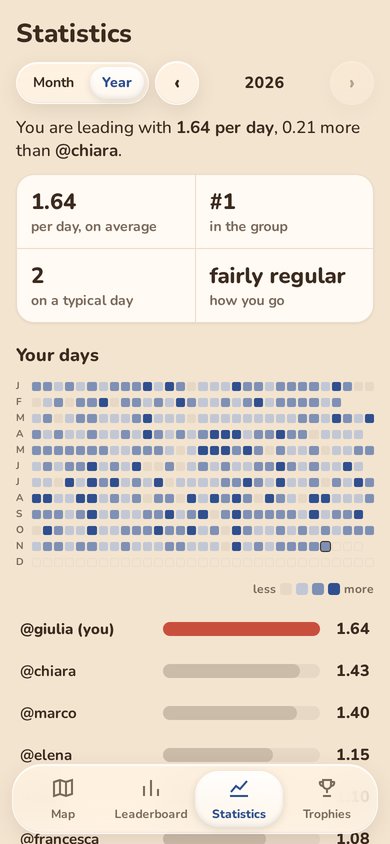 Statistics
Month Year ‹ 2026 ›
You are leading with 1.64 per day, 0.21 more
than @chiara.
1.64 #1
per day, on average in the group
2 fairly regular
on a typical day how you go
Your days
J
F
M
A
M
J
J
A
S
O
N
D
less more
@giulia (you) 1.64
@chiara 1.43
@marco 1.40
@elena 1.15
1.10
Map Leaderboard Statistics Trophies
@francesca 1.08